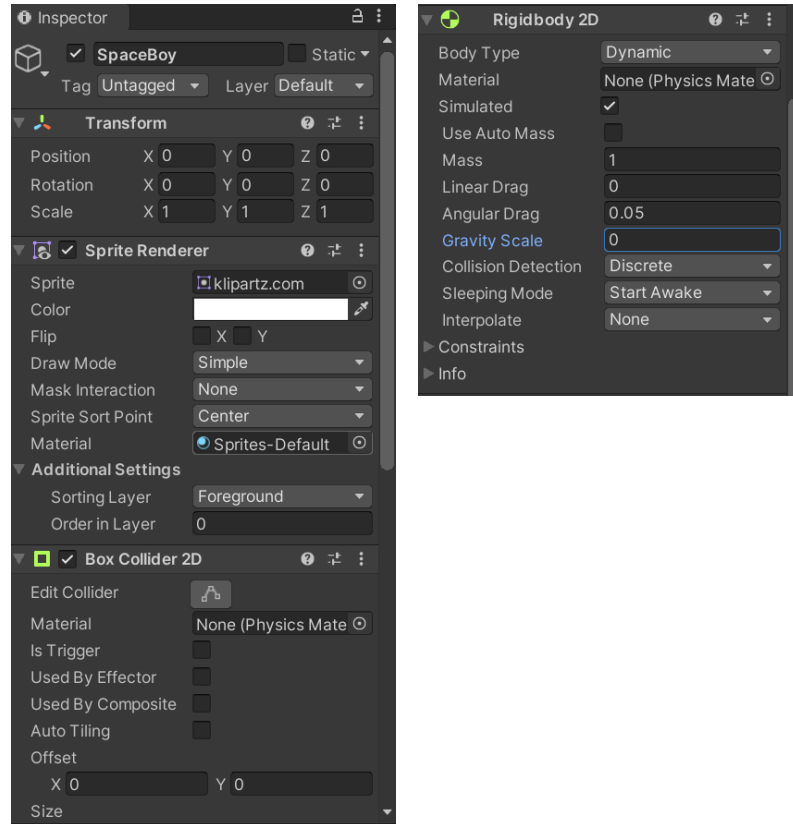 Inspector
SpaceBoy Static
Tag Untagged Layer Default
Transform
Position X 0 Y 0 Z 0
Rotation X 0 Y 0 Z 0
Scale X 1 Y 1 Z 1
Sprite Renderer
Sprite klipartz.com
Color
Flip X Y
Draw Mode Simple
Mask Interaction None
Sprite Sort Point Center
Material Sprites-Default
Additional Settings
Sorting Layer Foreground
Order in Layer 0
Box Collider 2D
Edit Collider
Material None (Physics Mate
Is Trigger
Used By Effector
Used By Composite
Auto Tiling
Offset
X 0 Y 0
Size
Rigidbody 2D
Body Type Dynamic
Material None (Physics Mate
Simulated
Use Auto Mass
Mass 1
Linear Drag 0
Angular Drag 0.05
Gravity Scale 0
Collision Detection Discrete
Sleeping Mode Start Awake
Interpolate None
Constraints
Info